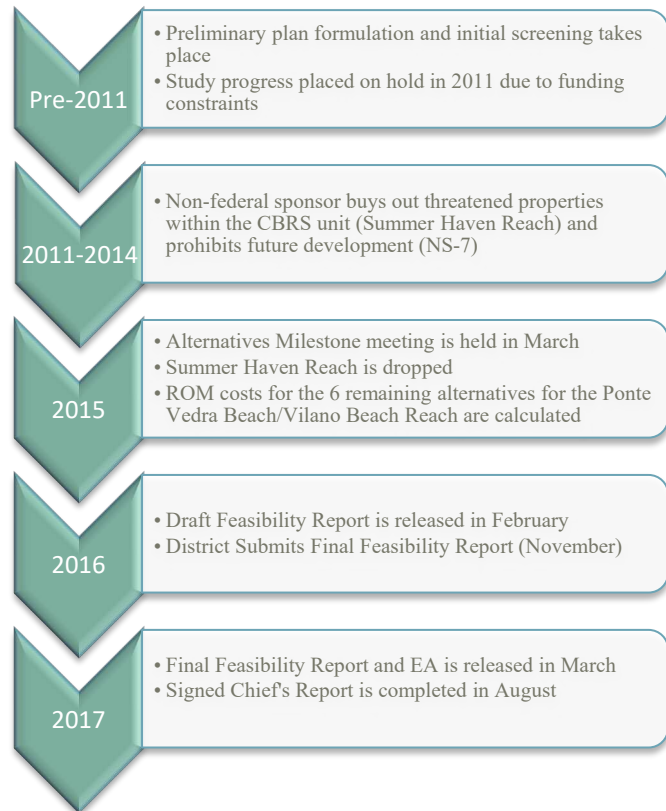 Pre-2011
• Preliminary plan formulation and initial screening takes
place
• Study progress placed on hold in 2011 due to funding
constraints
2011-2014
• Non-federal sponsor buys out threatened properties
within the CBRS unit (Summer Haven Reach) and
prohibits future development (NS-7)
2015
• Alternatives Milestone meeting is held in March
• Summer Haven Reach is dropped
• ROM costs for the 6 remaining alternatives for the Ponte
Vedra Beach/Vilano Beach Reach are calculated
2016
• Draft Feasibility Report is released in February
• District Submits Final Feasibility Report (November)
2017
• Final Feasibility Report and EA is released in March
• Signed Chief's Report is completed in August